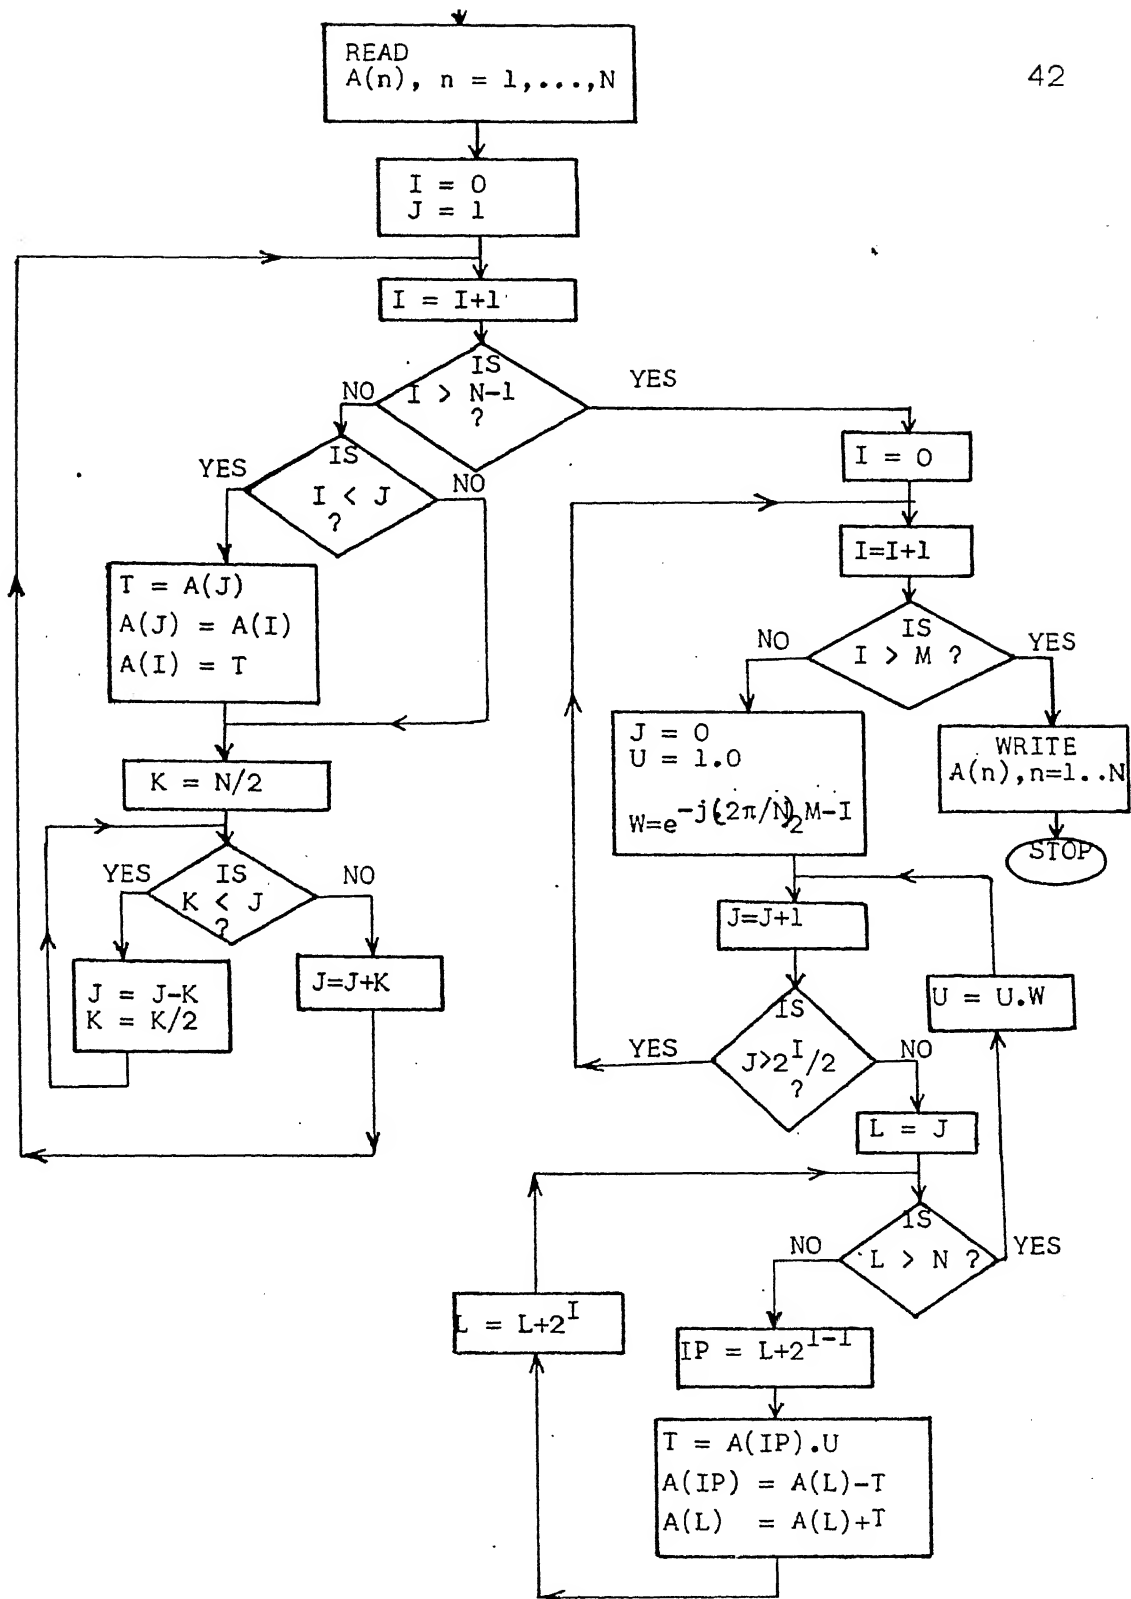 42
READ
A(n), n = 1,...,N
I = 0
J = 1
I = I+1
IS
I > N-1
?
NO
YES
IS
I < J
?
YES
NO
T = A(J)
A(J) = A(I)
A(I) = T
K = N/2
IS
K < J
?
YES
NO
J = J-K
K = K/2
J=J+K
I = 0
I=I+1
IS
I > M ?
NO
YES
WRITE
A(n),n=1..N
STOP
J = 0
U = 1.0
W=e^-j(2π/N)2^M-I
J=J+1
IS
J>2^I/2
?
YES
NO
U = U.W
L = J
IS
L > N ?
NO
YES
L = L+2^I
IP = L+2^I-1
T = A(IP).U
A(IP) = A(L)-T
A(L) = A(L)+T